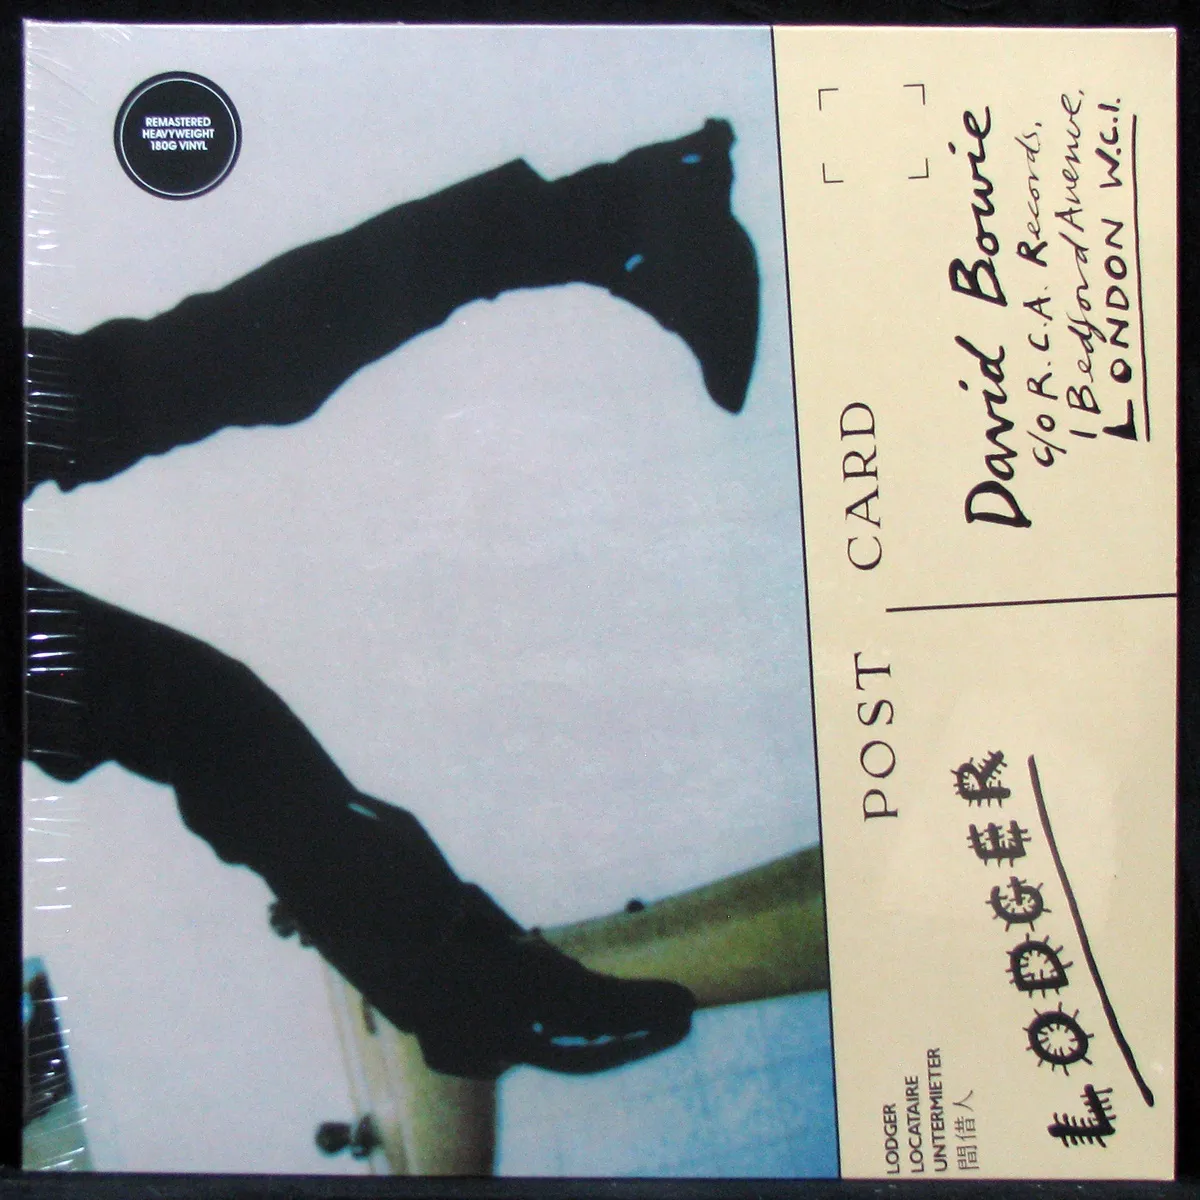 REMASTERED
HEAVYWEIGHT
180G VINYL
POST CARD
David Bowie
c/o R.C.A. Records,
1 Bedford Avenue,
LONDON W.C.1.
LODGER
LODGER
LOCATAIRE
UNTERMIETER
間借人